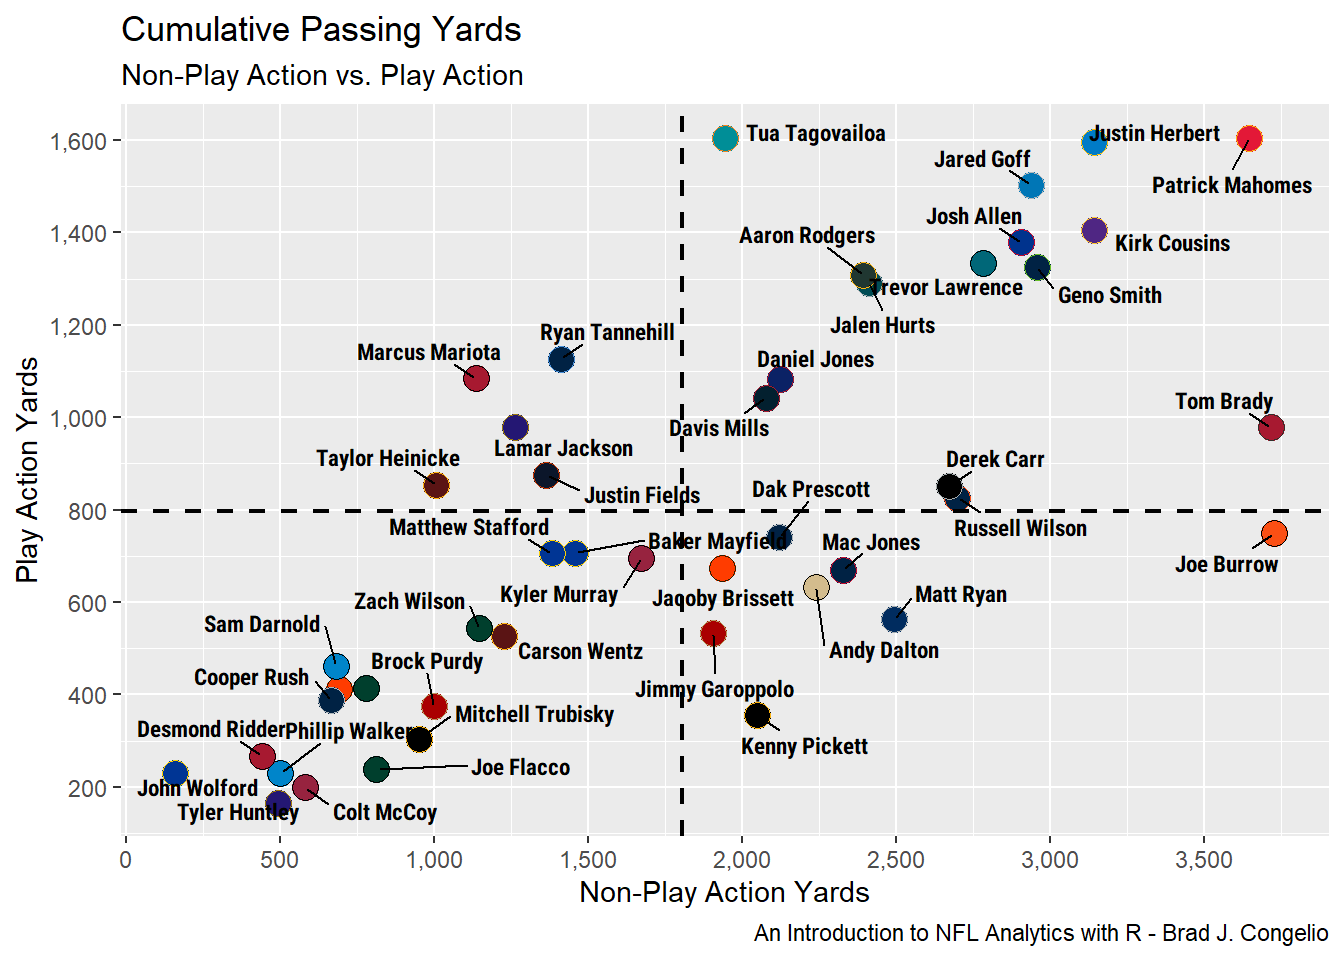 Cumulative Passing Yards
Non-Play Action vs. Play Action
Play Action Yards
1,600
1,400
1,200
1,000
800
600
400
200
Tua Tagovailoa
Justin Herbert
Jared Goff
Patrick Mahomes
Josh Allen
Aaron Rodgers
Kirk Cousins
Trevor Lawrence
Geno Smith
Jalen Hurts
Ryan Tannehill
Marcus Mariota
Daniel Jones
Tom Brady
Davis Mills
Lamar Jackson
Taylor Heinicke
Derek Carr
Justin Fields
Dak Prescott
Matthew Stafford
Russell Wilson
Baker Mayfield
Mac Jones
Joe Burrow
Kyler Murray
Jacoby Brissett
Matt Ryan
Zach Wilson
Sam Darnold
Carson Wentz
Andy Dalton
Brock Purdy
Cooper Rush
Jimmy Garoppolo
Mitchell Trubisky
Desmond Ridder
Phillip Walker
Kenny Pickett
Joe Flacco
John Wolford
Tyler Huntley
Colt McCoy
0
500
1,000
1,500
2,000
2,500
3,000
3,500
Non-Play Action Yards
An Introduction to NFL Analytics with R - Brad J. Congelio